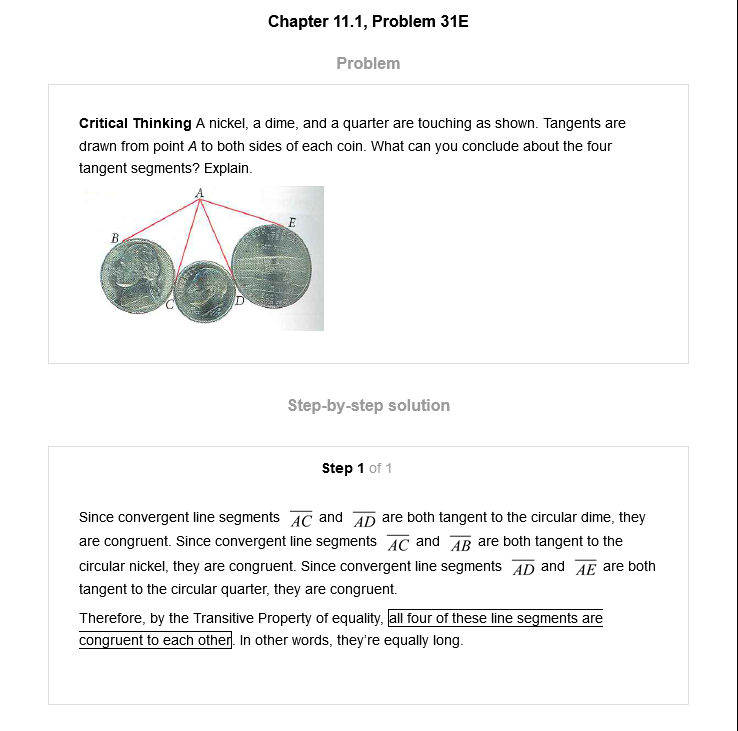 Chapter 11.1, Problem 31E
Problem
Critical Thinking A nickel, a dime, and a quarter are touching as shown. Tangents are
drawn from point A to both sides of each coin. What can you conclude about the four
tangent segments? Explain.
A
B
E
C
D
Step-by-step solution
Step 1 of 1
Since convergent line segments AC and AD are both tangent to the circular dime, they
are congruent. Since convergent line segments AC and AB are both tangent to the
circular nickel, they are congruent. Since convergent line segments AD and AE are both
tangent to the circular quarter, they are congruent.
Therefore, by the Transitive Property of equality, all four of these line segments are
congruent to each other. In other words, they’re equally long.